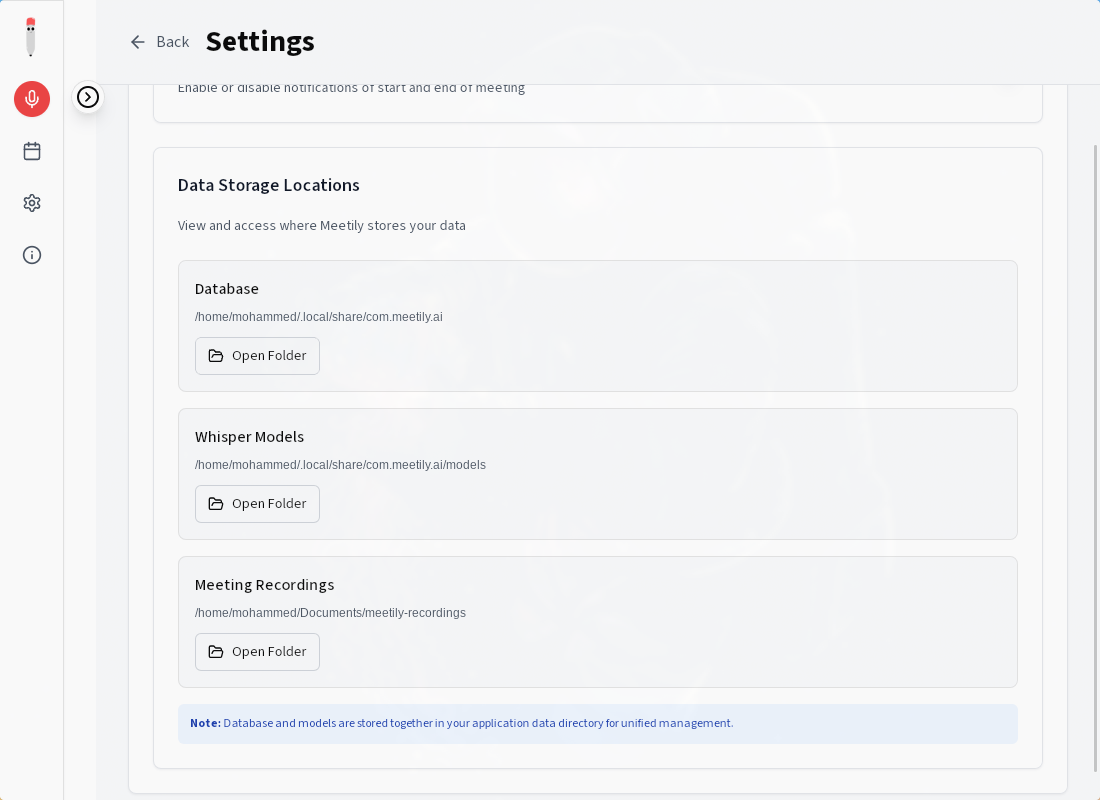 Back
Settings
Enable or disable notifications of start and end of meeting
Data Storage Locations
View and access where Meetily stores your data
Database
/home/mohammed/.local/share/com.meetily.ai
Open Folder
Whisper Models
/home/mohammed/.local/share/com.meetily.ai/models
Open Folder
Meeting Recordings
/home/mohammed/Documents/meetily-recordings
Open Folder
Note: Database and models are stored together in your application data directory for unified management.